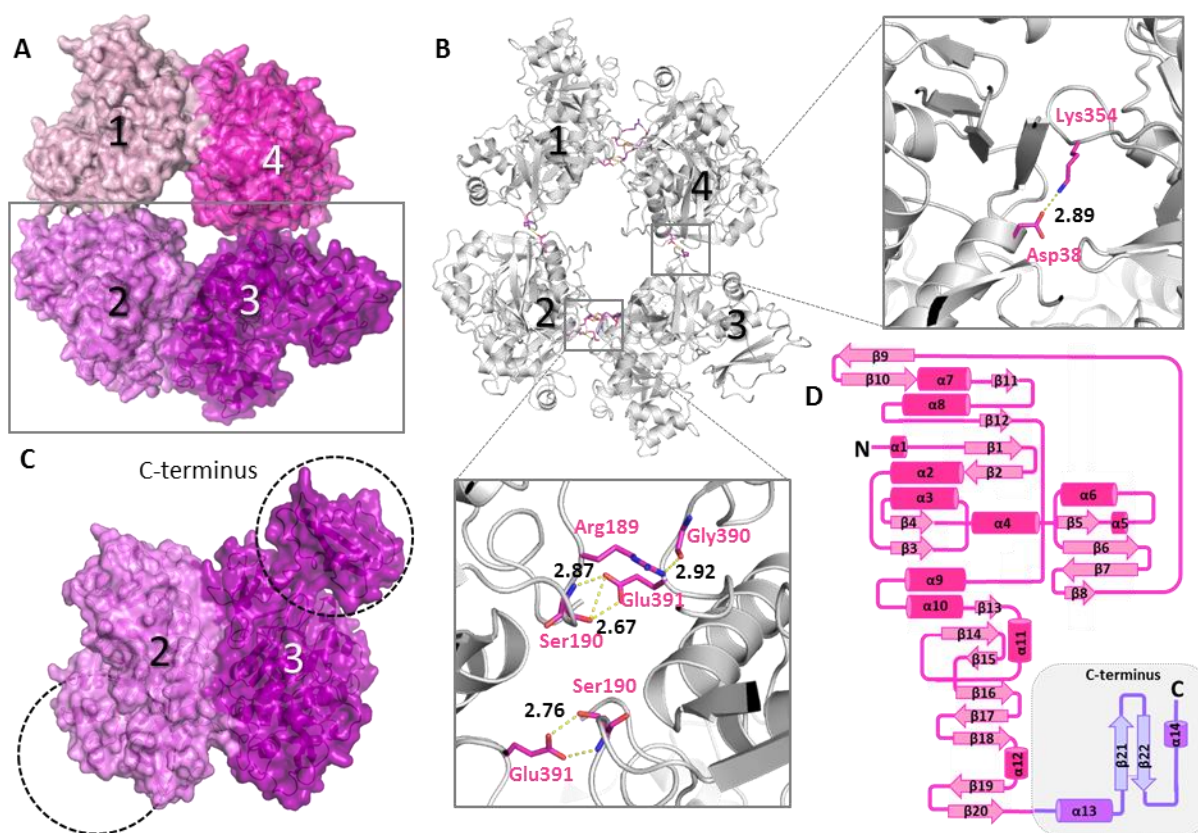 A
1
4
2
3
B
1
4
2
3
Lys354
2.89
Asp38
C
C-terminus
2
3
Arg189
Gly390
2.87
2.92
Glu391
Ser190
2.67
Ser190
2.76
Glu391
D
β9
β10
α7
β11
α8
β12
N
α1
β1
α2
β2
α3
α6
β4
α4
β5
α5
β3
β6
β7
α9
β8
α10
β13
β14
α11
β15
C-terminus
β16
C
β17
β18
α14
β21
β22
α12
β19
β20
α13